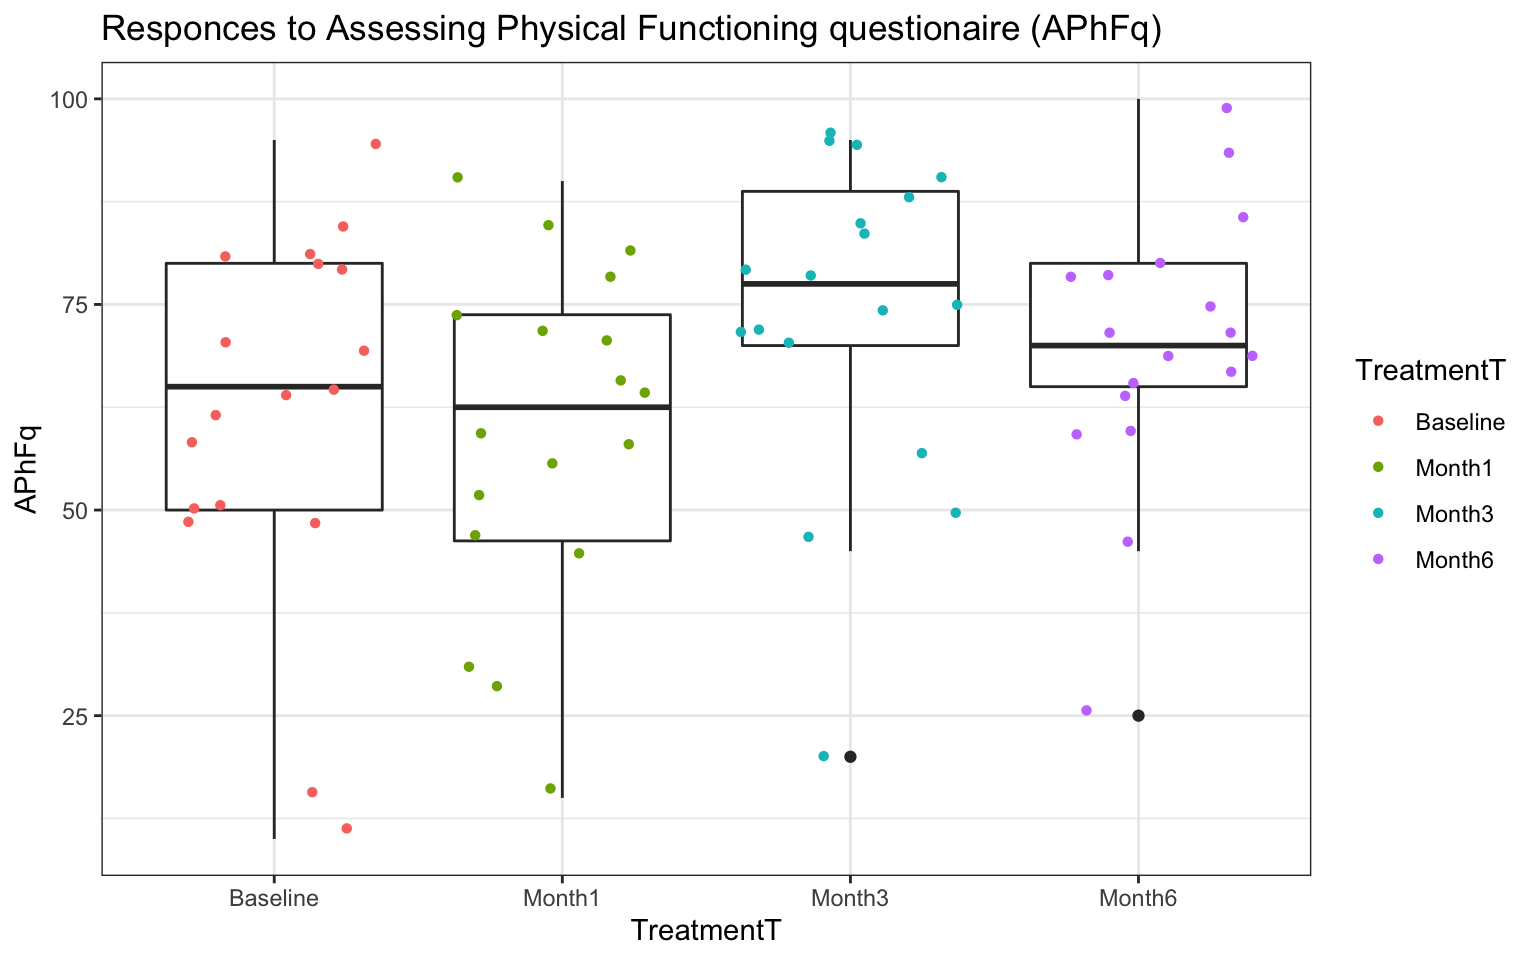 Responces to Assessing Physical Functioning questionaire (APhFq)
100
75
50
25
APhFq
Baseline
Month1
Month3
Month6
TreatmentT
TreatmentT
Baseline
Month1
Month3
Month6